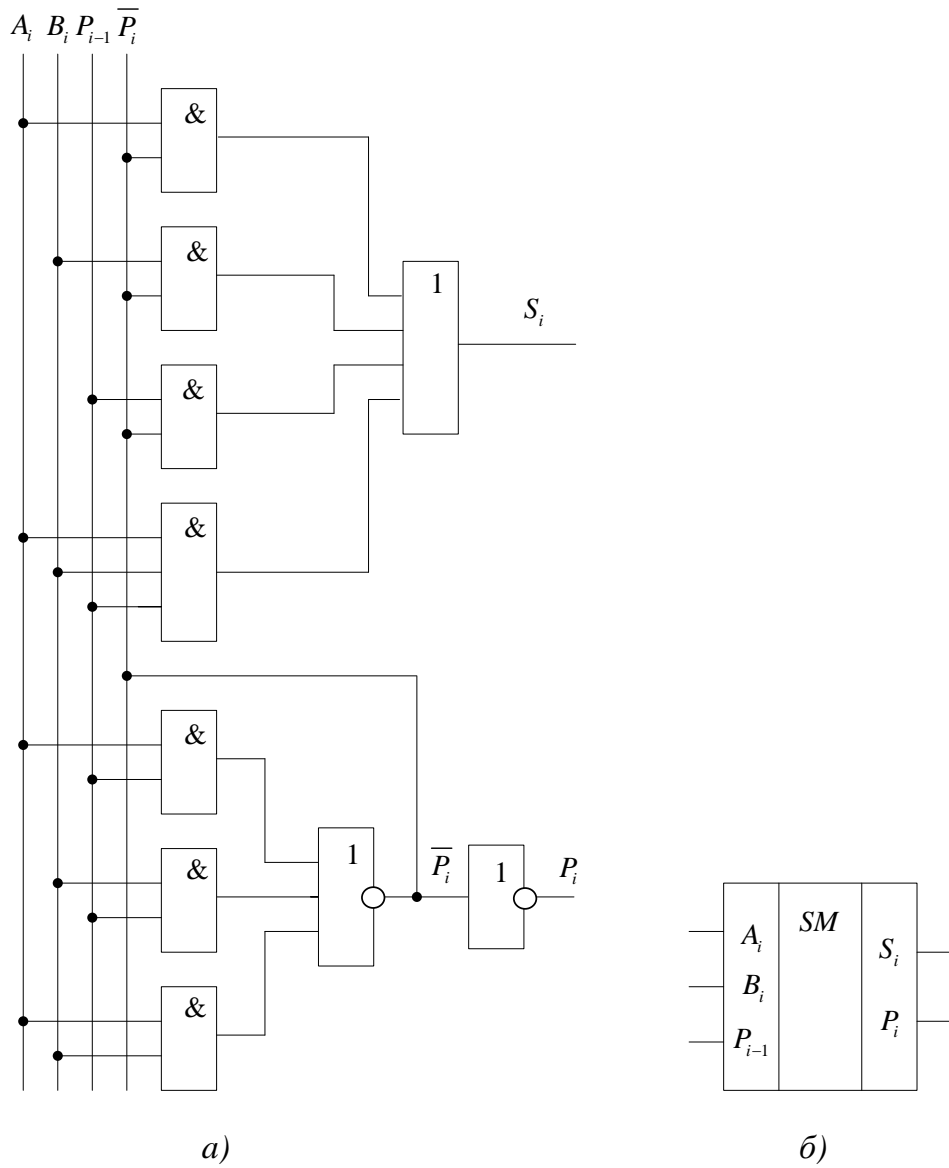 A_i B_i P_{i-1} \overline{P_i}
&
&
1
S_i
&
&
&
1
\overline{P_i}
1
P_i
&
&
A_i
SM
S_i
B_i
P_i
P_{i-1}
а)
б)